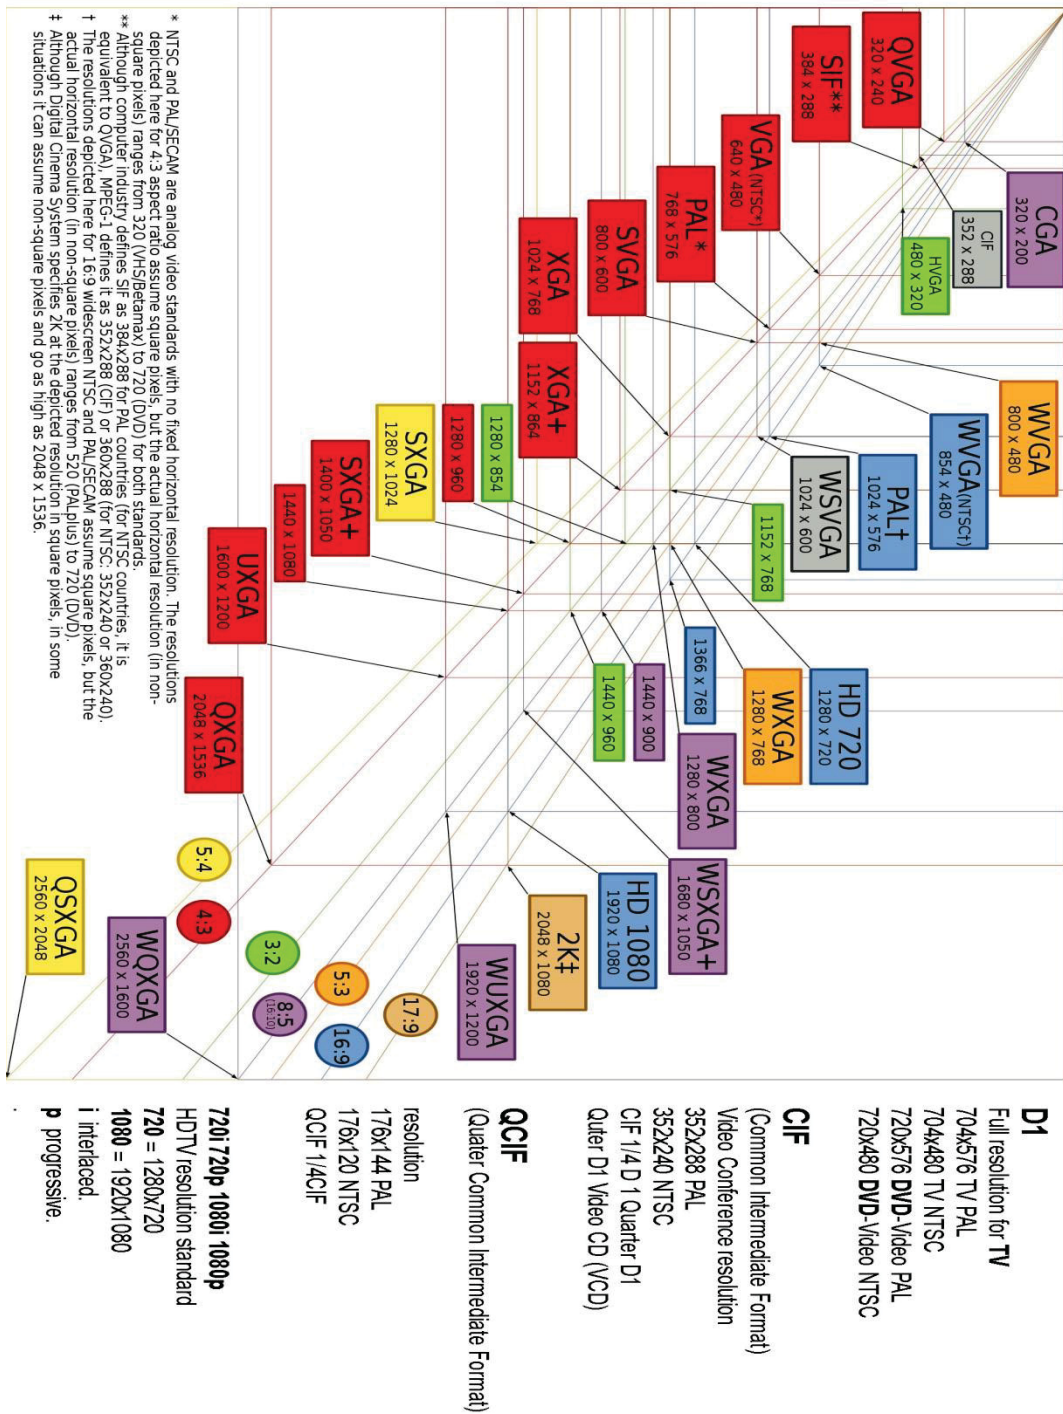 CGA
320 x 200
QVGA
320 x 240
CIF
352 x 288
SIF**
384 x 288
HVGA
480 x 320
WVGA
800 x 480
VGA (NTSC*)
640 x 480
WVGA (NTSC†)
854 x 480
PAL*
768 x 576
PAL†
1024 x 576
SVGA
800 x 600
WSVGA
1024 x 600
XGA
1024 x 768
1152 x 768
HD 720
1280 x 720
XGA+
1152 x 864
WXGA
1280 x 768
1366 x 768
1280 x 854
WXGA
1280 x 800
1280 x 960
1440 x 900
SXGA
1280 x 1024
1440 x 960
SXGA+
1400 x 1050
WSXGA+
1680 x 1050
1440 x 1080
HD 1080
1920 x 1080
UXGA
1600 x 1200
2K‡
2048 x 1080
WUXGA
1920 x 1200
QXGA
2048 x 1536
17:9
5:3
16:9
3:2
8:5
(16:10)
5:4
4:3
WQXGA
2560 x 1600
QSXGA
2560 x 2048
* NTSC and PAL/SECAM are analog video standards with no fixed horizontal resolution. The resolutions
depicted here for 4:3 aspect ratio assume square pixels, but the actual horizontal resolution (in non-
square pixels) ranges from 320 (VHS/Betamax) to 720 (DVD) for both standards.
** Although computer industry defines SIF as 384x288 for PAL countries (for NTSC countries, it is
equivalent to QVGA), MPEG-1 defines it as 352x288 (CIF) or 360x288 (for NTSC: 352x240 or 360x240).
† The resolutions depicted here for 16:9 widescreen NTSC and PAL/SECAM assume square pixels, but the
actual horizontal resolution (in non-square pixels) ranges from 520 (PALplus) to 720 (DVD).
‡ Although Digital Cinema System specifies 2K at the depicted resolution in square pixels, in some
situations it can assume non-square pixels and go as high as 2048 x 1536.
D1
Full resolution for TV
704x576 TV PAL
704x480 TV NTSC
720x576 DVD-Video PAL
720x480 DVD-Video NTSC
CIF
(Common Intermediate Format)
Video Conference resolution
352x288 PAL
352x240 NTSC
CIF 1/4 D 1 Quarter D1
Quter D1 Video CD (VCD)
QCIF
(Quater Common Intermediate Format)
resolution
176x144 PAL
176x120 NTSC
QCIF 1/4CIF
720i 720p 1080i 1080p
HDTV resolution standard
720 = 1280x720
1080 = 1920x1080
i interlaced.
p progressive.
.